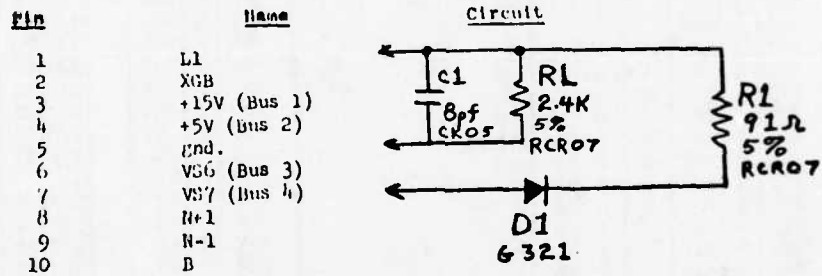 Pin Name Circuit
1 L1
2 XGB
3 +15V (Bus 1)
4 +5V (Bus 2)
5 gnd.
6 VS6 (Bus 3)
7 VS7 (Bus 4)
8 N+1
9 N-1
10 B
C1
8pf
CK05
RL
2.4K
5%
RCR07
R1
91Ω
5%
RCR07
D1
G321